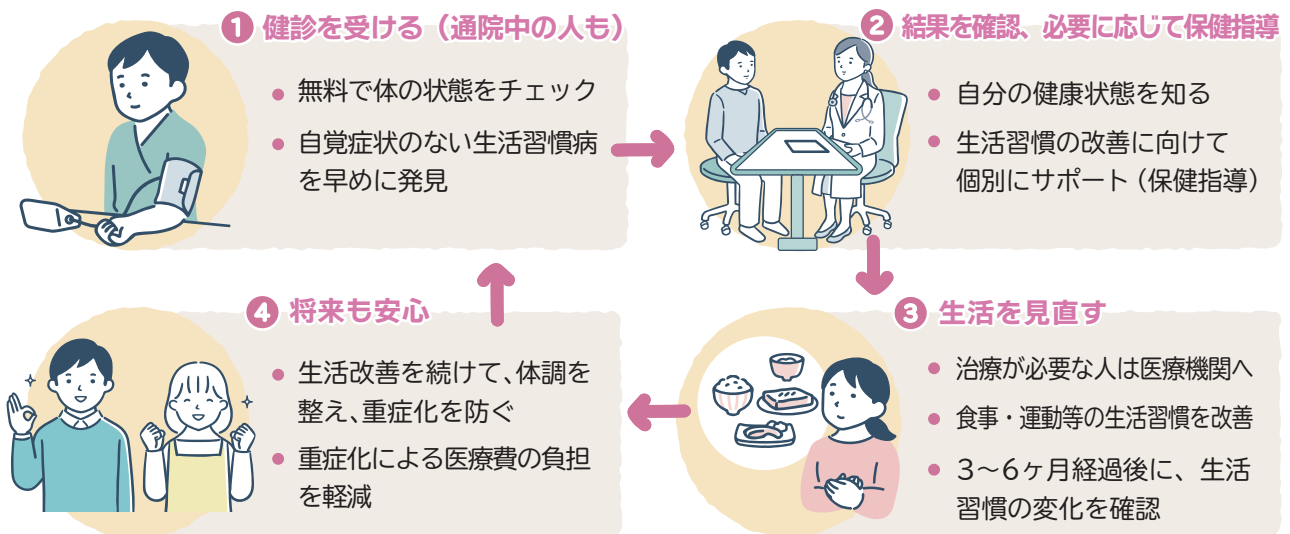 ❶ 健診を受ける（通院中の人も）
● 無料で体の状態をチェック
● 自覚症状のない生活習慣病
を早めに発見
❷ 結果を確認、必要に応じて保健指導
● 自分の健康状態を知る
● 生活習慣の改善に向けて
個別にサポート（保健指導）
❸ 生活を見直す
● 治療が必要な人は医療機関へ
● 食事・運動等の生活習慣を改善
● 3〜6ヶ月経過後に、生活
習慣の変化を確認
❹ 将来も安心
● 生活改善を続けて、体調を
整え、重症化を防ぐ
● 重症化による医療費の負担
を軽減